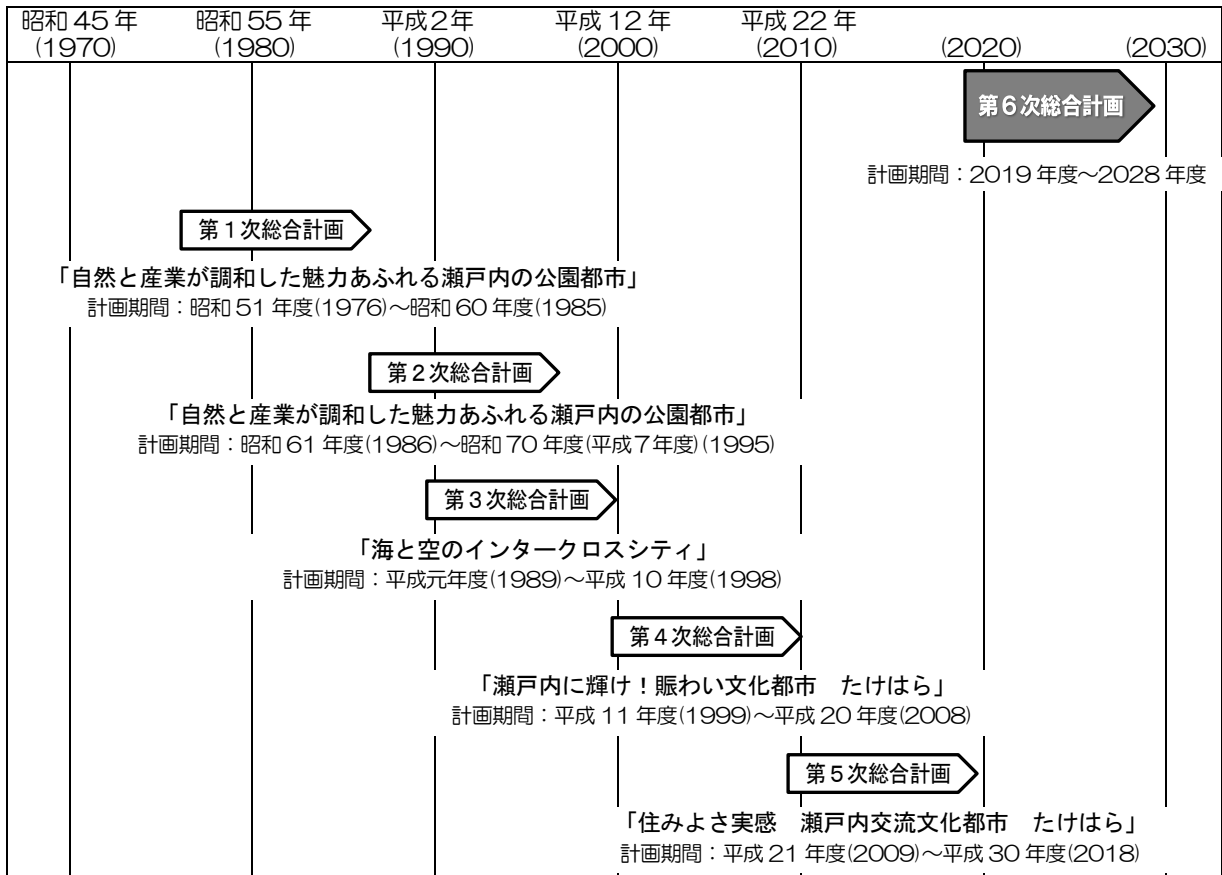 昭和45年 昭和55年 平成2年 平成12年 平成22年
(1970) (1980) (1990) (2000) (2010) (2020) (2030)
第6次総合計画
計画期間：2019年度～2028年度
第1次総合計画
「自然と産業が調和した魅力あふれる瀬戸内の公園都市」
計画期間：昭和51年度(1976)～昭和60年度(1985)
第2次総合計画
「自然と産業が調和した魅力あふれる瀬戸内の公園都市」
計画期間：昭和61年度(1986)～昭和70年度(平成7年度)(1995)
第3次総合計画
「海と空のインタークロスシティ」
計画期間：平成元年度(1989)～平成10年度(1998)
第4次総合計画
「瀬戸内に輝け！賑わい文化都市　たけはら」
計画期間：平成11年度(1999)～平成20年度(2008)
第5次総合計画
「住みよさ実感　瀬戸内交流文化都市　たけはら」
計画期間：平成21年度(2009)～平成30年度(2018)